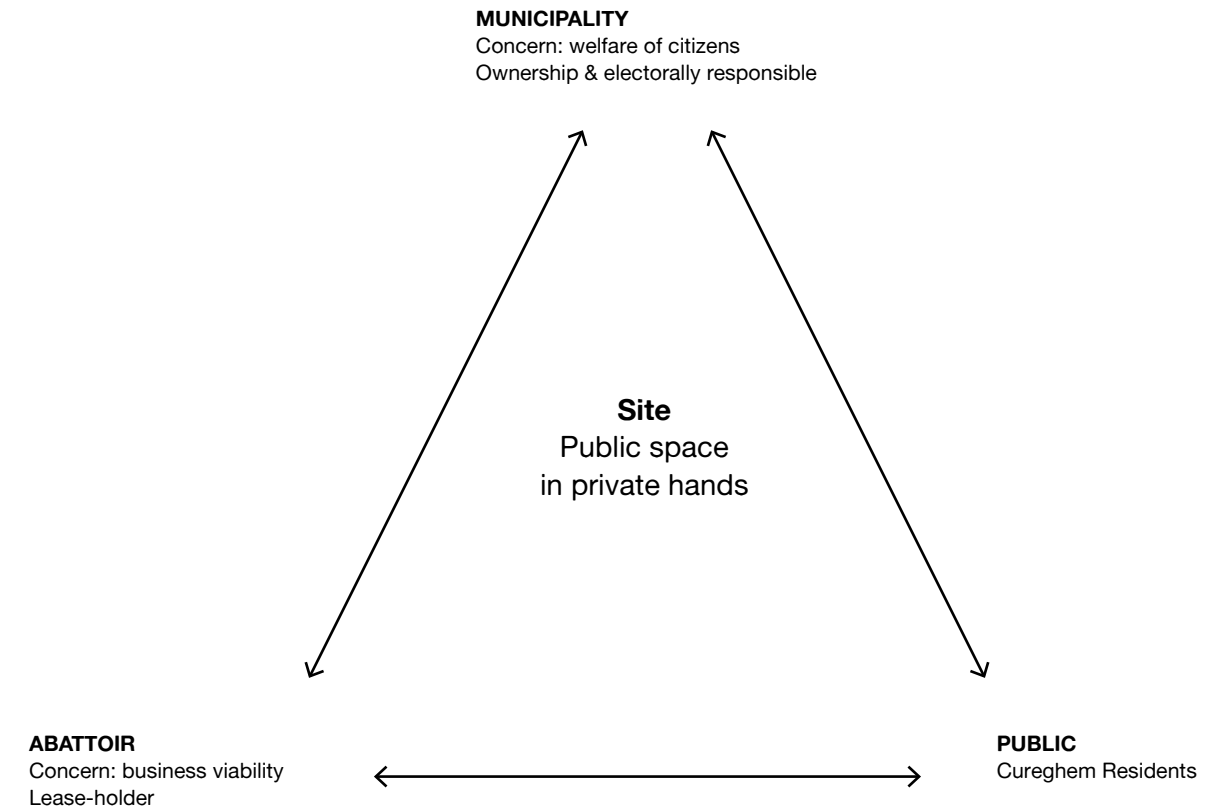 MUNICIPALITY
Concern: welfare of citizens
Ownership & electorally responsible
Site
Public space
in private hands
ABATTOIR
Concern: business viability
Lease-holder
PUBLIC
Cureghem Residents